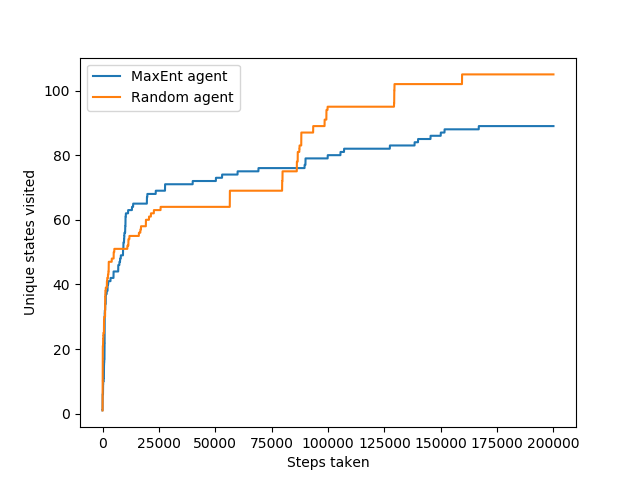 MaxEnt agent
Random agent
Unique states visited
100
80
60
40
20
0
0 25000 50000 75000 100000 125000 150000 175000 200000
Steps taken